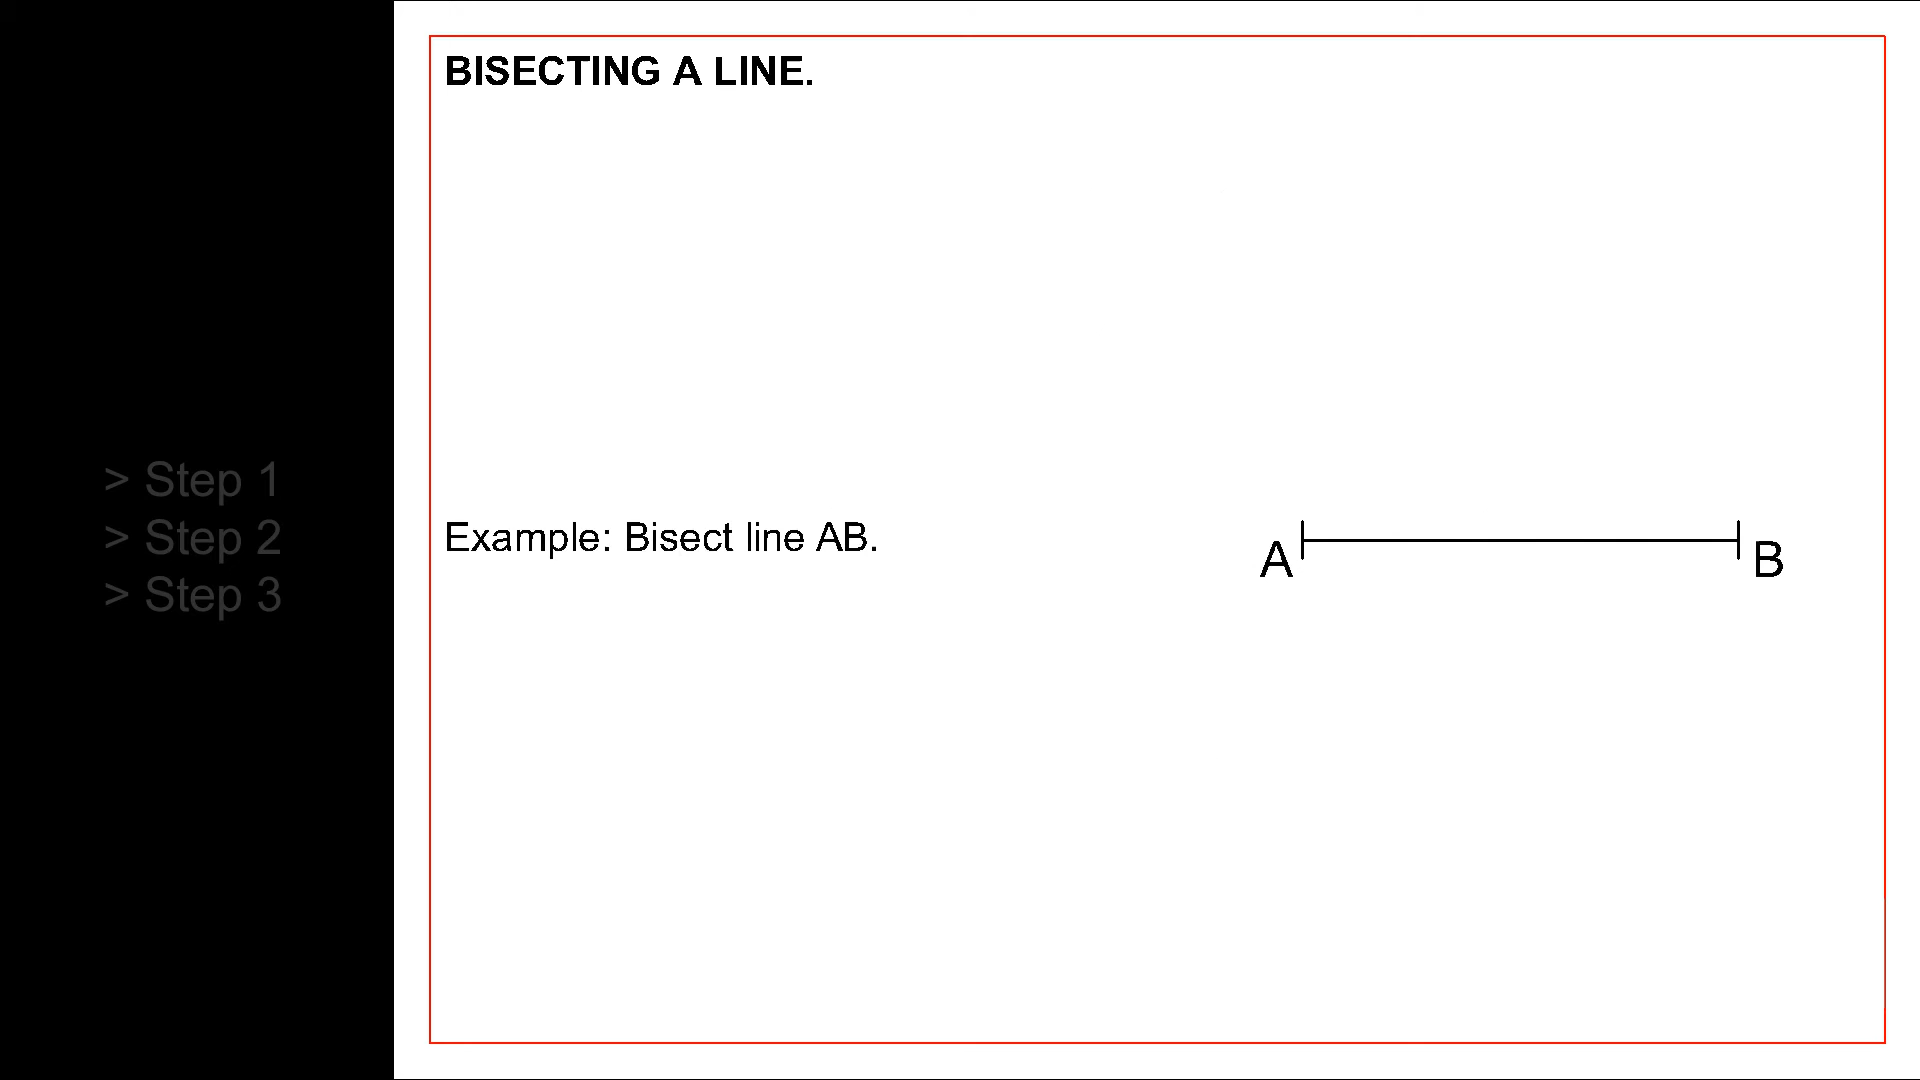 BISECTING A LINE.
> Step 1
> Step 2
> Step 3
Example: Bisect line AB.
A
B